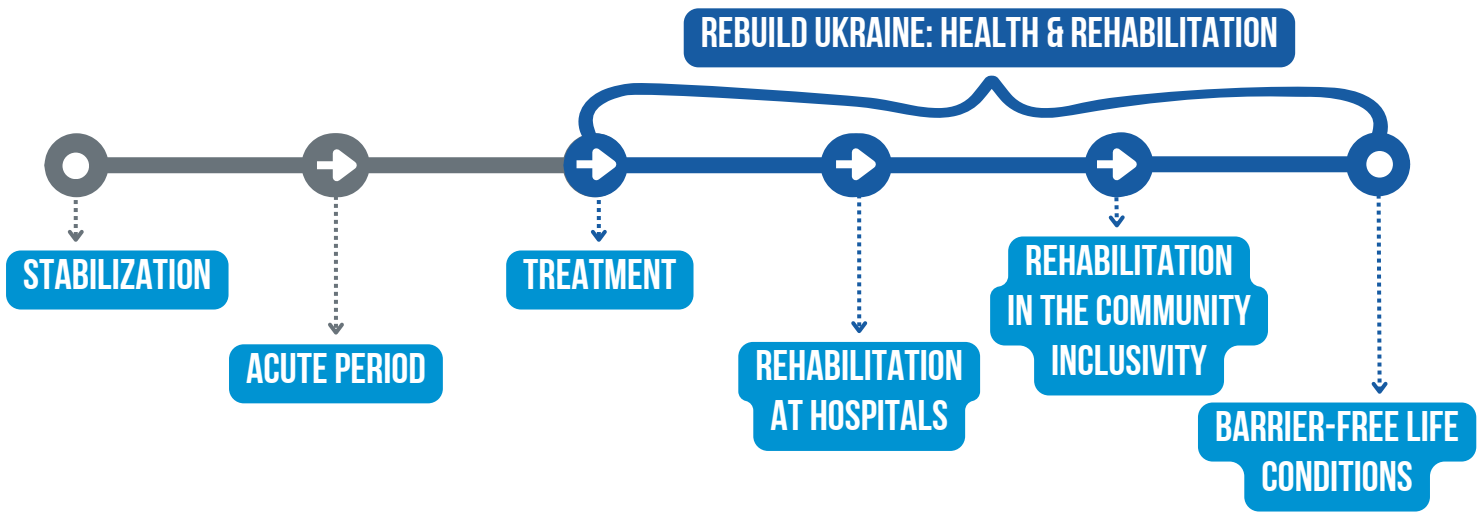 REBUILD UKRAINE: HEALTH & REHABILITATION
STABILIZATION
ACUTE PERIOD
TREATMENT
REHABILITATION
AT HOSPITALS
REHABILITATION
IN THE COMMUNITY
INCLUSIVITY
BARRIER-FREE LIFE
CONDITIONS